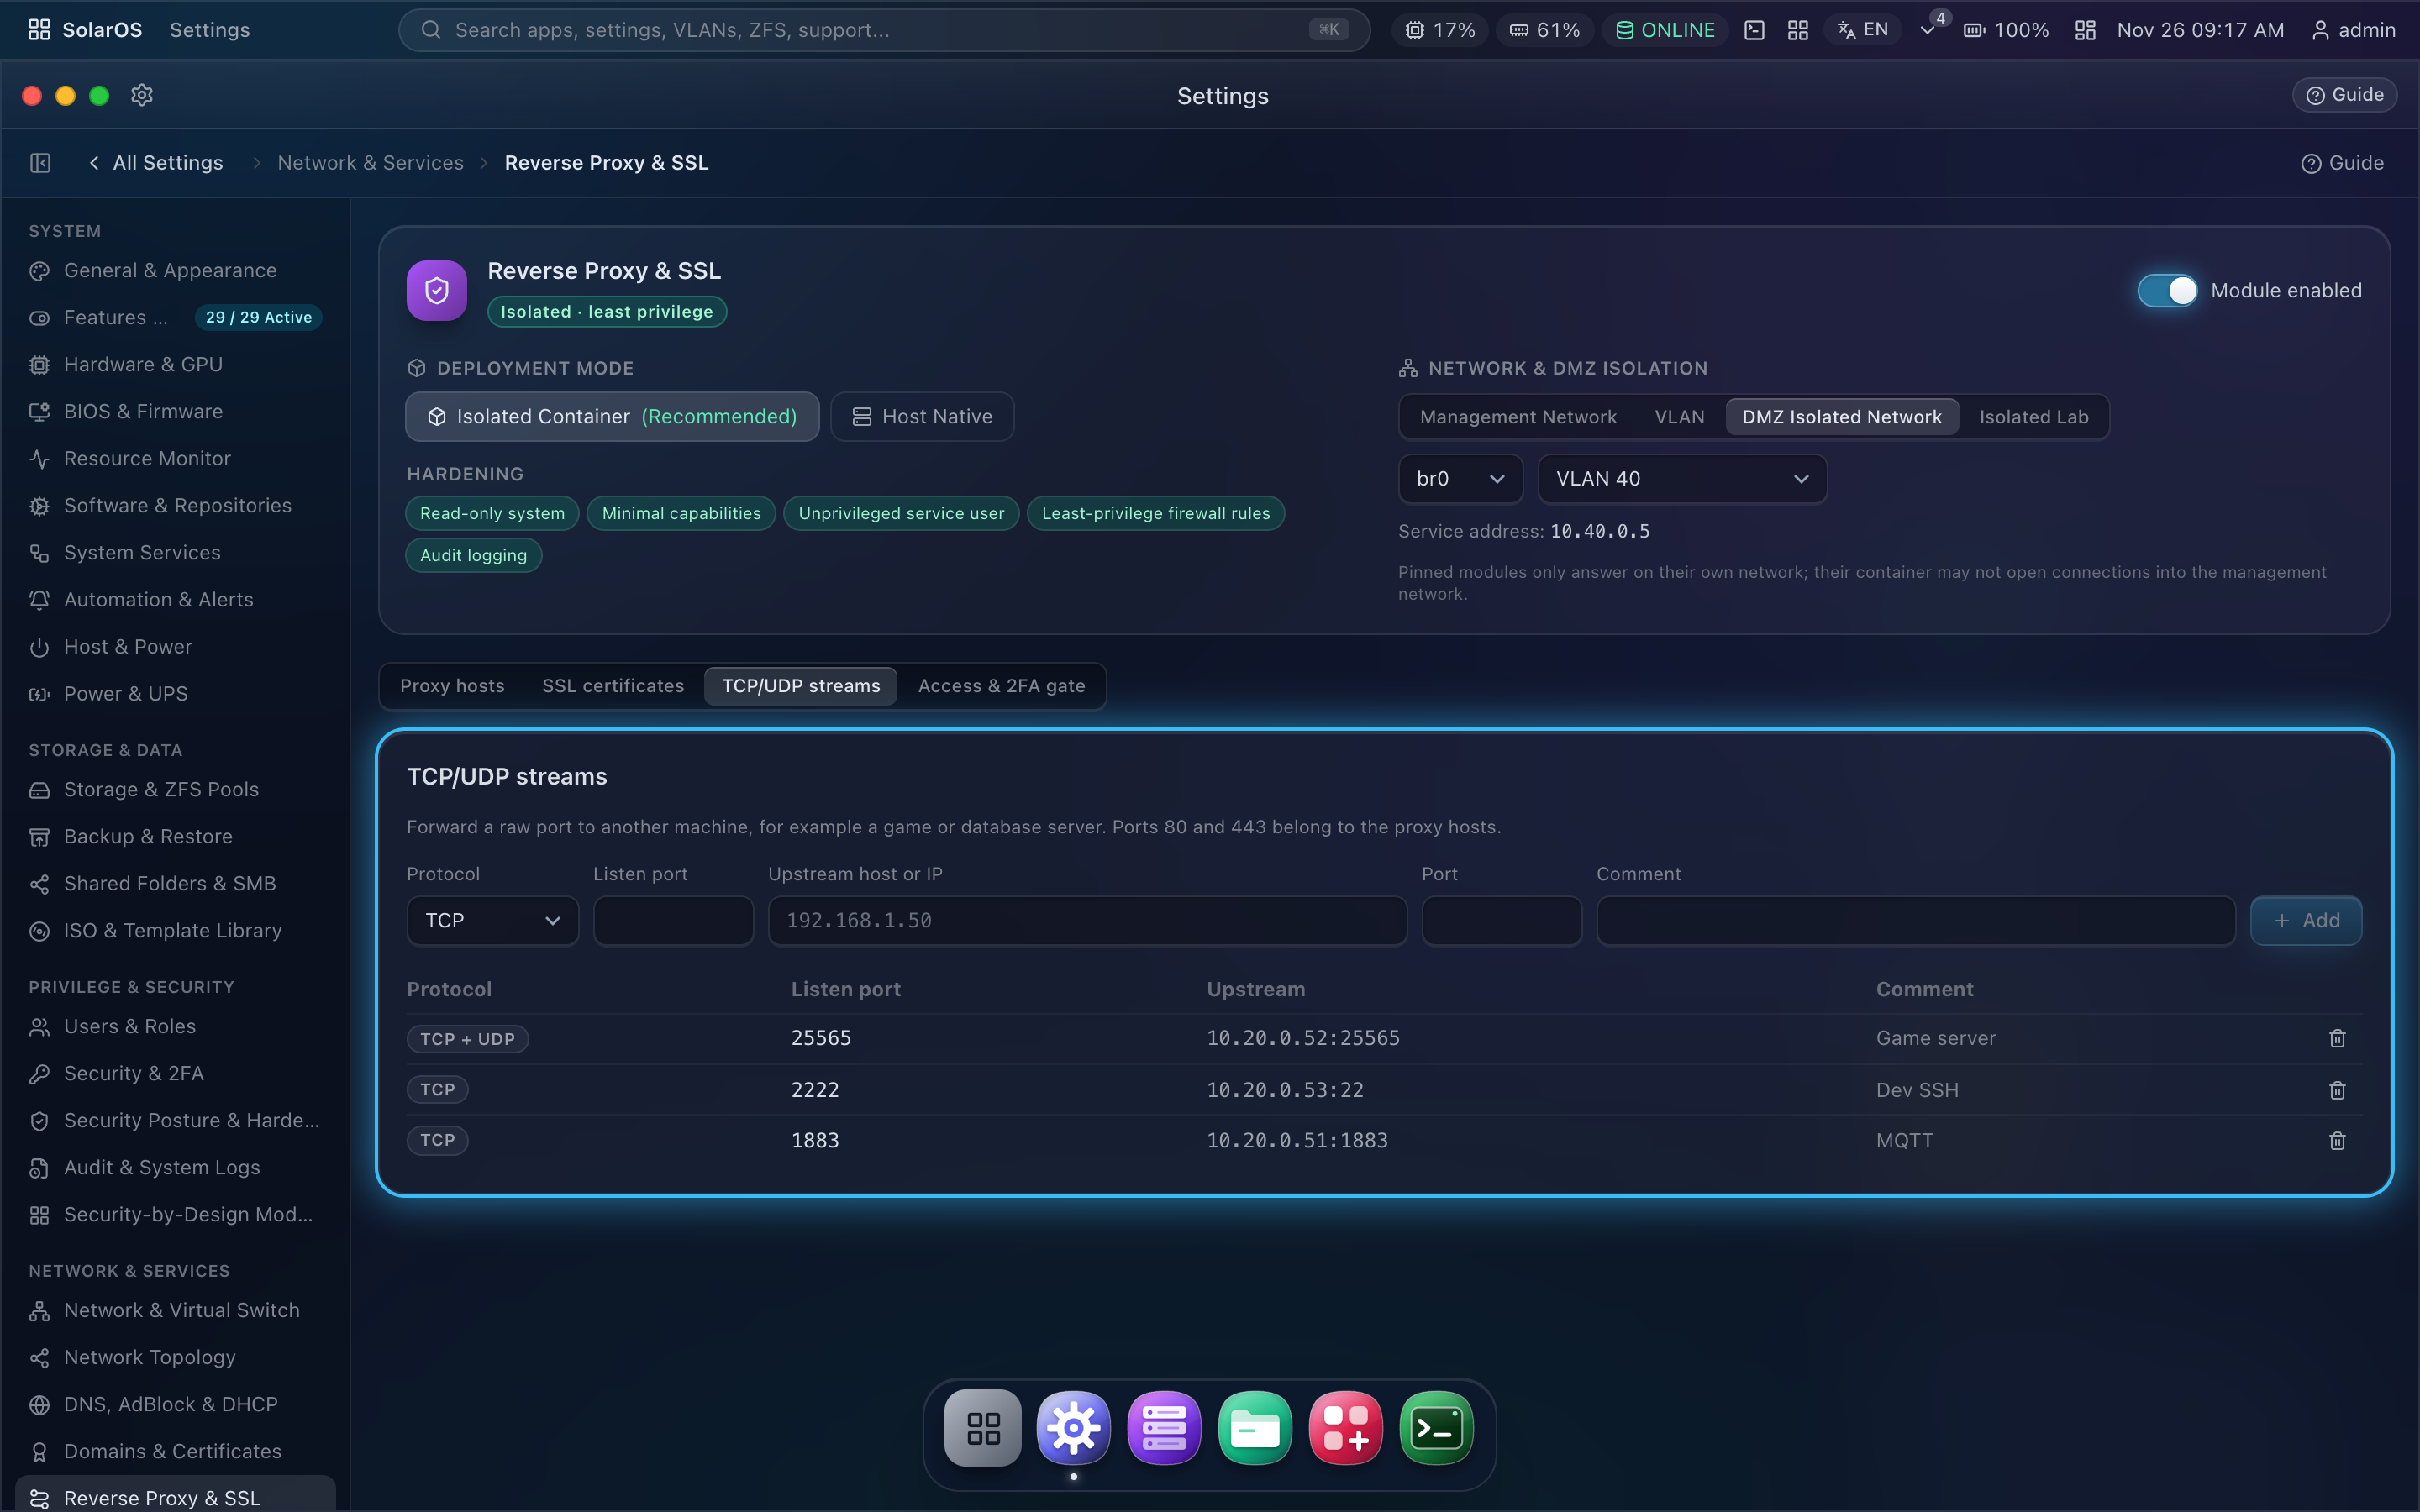 SolarOS Settings Search apps, settings, VLANs, ZFS, support... ⌘K 17% 61% ONLINE EN 4 100% Nov 26 09:17 AM admin
Settings Guide
All Settings Network & Services Reverse Proxy & SSL Guide
SYSTEM
General & Appearance
Features ... 29 / 29 Active
Hardware & GPU
BIOS & Firmware
Resource Monitor
Software & Repositories
System Services
Automation & Alerts
Host & Power
Power & UPS
STORAGE & DATA
Storage & ZFS Pools
Backup & Restore
Shared Folders & SMB
ISO & Template Library
PRIVILEGE & SECURITY
Users & Roles
Security & 2FA
Security Posture & Harde...
Audit & System Logs
Security-by-Design Mod...
NETWORK & SERVICES
Network & Virtual Switch
Network Topology
DNS, AdBlock & DHCP
Domains & Certificates
Reverse Proxy & SSL
Reverse Proxy & SSL
Isolated · least privilege
Module enabled
DEPLOYMENT MODE
Isolated Container (Recommended) Host Native
HARDENING
Read-only system Minimal capabilities Unprivileged service user Least-privilege firewall rules
Audit logging
NETWORK & DMZ ISOLATION
Management Network VLAN DMZ Isolated Network Isolated Lab
br0 VLAN 40
Service address: 10.40.0.5
Pinned modules only answer on their own network; their container may not open connections into the management
network.
Proxy hosts SSL certificates TCP/UDP streams Access & 2FA gate
TCP/UDP streams
Forward a raw port to another machine, for example a game or database server. Ports 80 and 443 belong to the proxy hosts.
Protocol Listen port Upstream host or IP Port Comment
TCP 192.168.1.50 + Add
Protocol Listen port Upstream Comment
TCP + UDP 25565 10.20.0.52:25565 Game server
TCP 2222 10.20.0.53:22 Dev SSH
TCP 1883 10.20.0.51:1883 MQTT